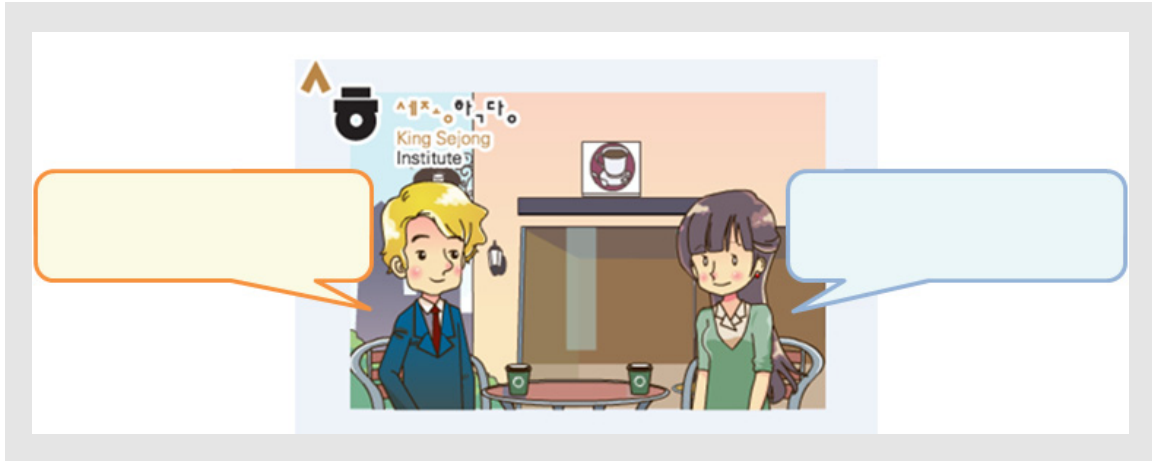 세종학당
King Sejong
Institute